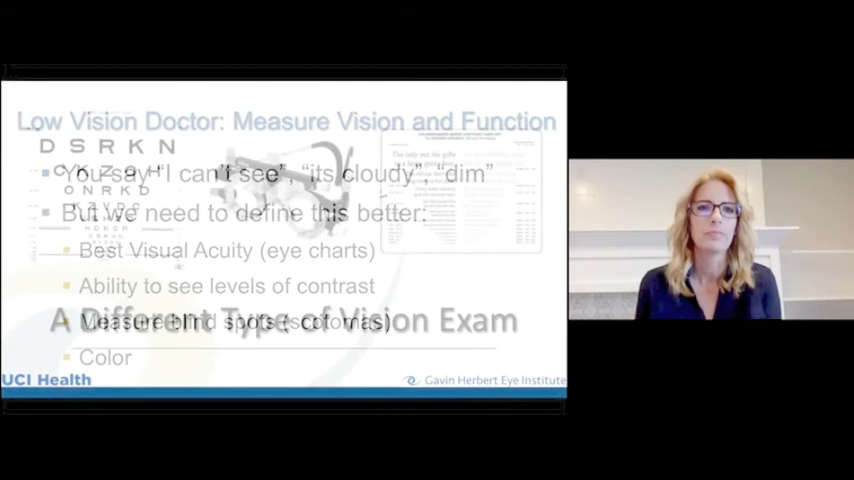 Low Vision Doctor: Measure Vision and Function
D S R K N
C K Z O H
O N R K D
K Z V D C
You say "I can't see", "its cloudy", "dim"
But we need to define this better:
Best Visual Acuity (eye charts)
Ability to see levels of contrast
A Different Type of Vision Exam
Measure blind spots (scotomas)
Color
UCI Health
Gavin Herbert Eye Institute